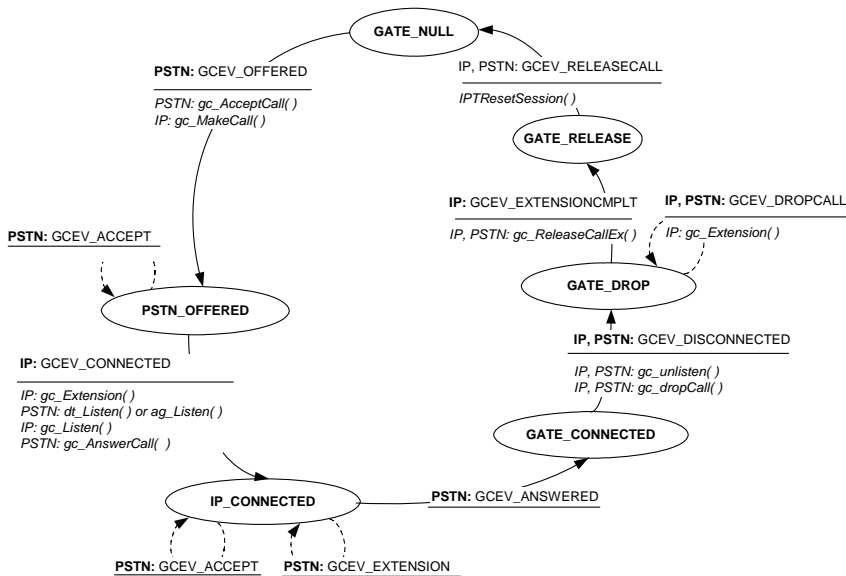 GATE_NULL
PSTN: GCEV_OFFERED
PSTN: gc_AcceptCall( )
IP: gc_MakeCall( )
IP, PSTN: GCEV_RELEASECALL
IPTResetSession( )
GATE_RELEASE
IP: GCEV_EXTENSIONCMPLT
IP, PSTN: gc_ReleaseCallEx( )
IP, PSTN: GCEV_DROPCALL
IP: gc_Extension( )
PSTN: GCEV_ACCEPT
GATE_DROP
PSTN_OFFERED
IP, PSTN: GCEV_DISCONNECTED
IP, PSTN: gc_unlisten( )
IP, PSTN: gc_dropCall( )
IP: GCEV_CONNECTED
IP: gc_Extension( )
PSTN: dt_Listen( ) or ag_Listen( )
IP: gc_Listen( )
PSTN: gc_AnswerCall( )
GATE_CONNECTED
IP_CONNECTED
PSTN: GCEV_ANSWERED
PSTN: GCEV_ACCEPT
PSTN: GCEV_EXTENSION